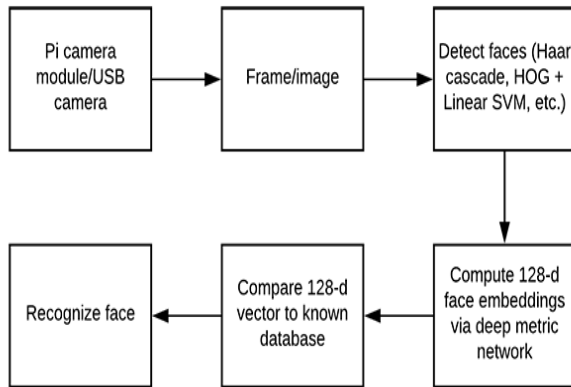 Pi camera
module/USB
camera
Frame/image
Detect faces (Haar
cascade, HOG +
Linear SVM, etc.)
Compute 128-d
face embeddings
via deep metric
network
Compare 128-d
vector to known
database
Recognize face